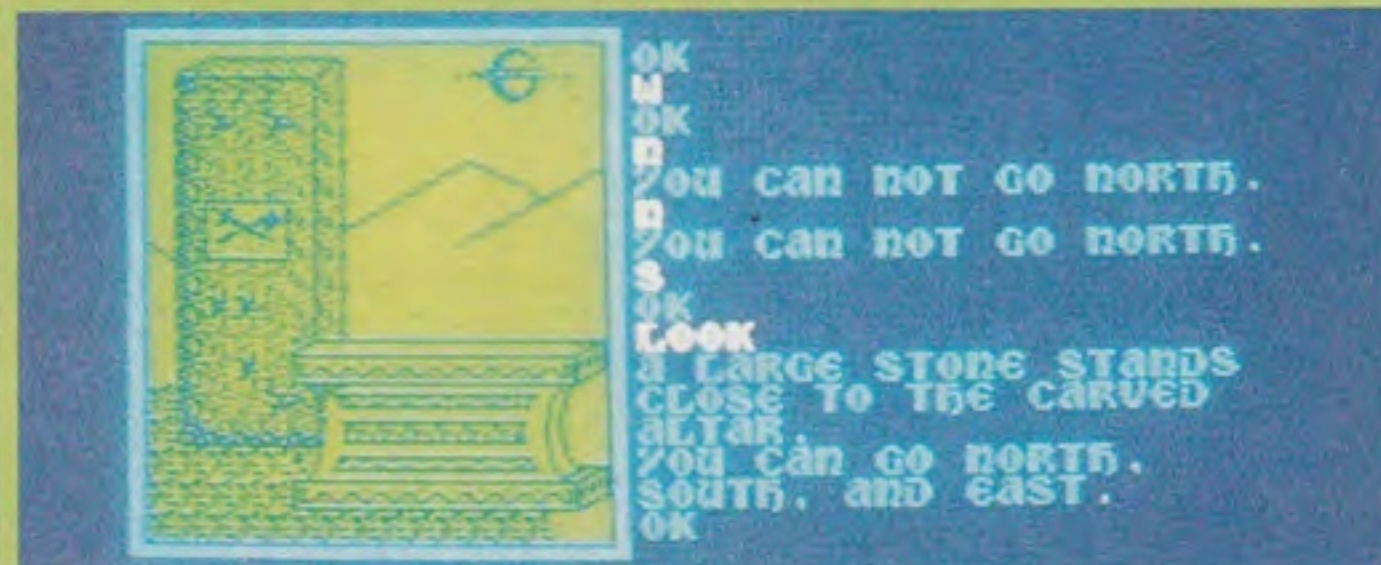 OK
W
OK
N
YOU CAN NOT GO NORTH.
N
YOU CAN NOT GO NORTH.
S
OK
LOOK
A LARGE STONE STANDS
CLOSE TO THE CARVED
ALTAR.
YOU CAN GO NORTH,
SOUTH, AND EAST.
OK